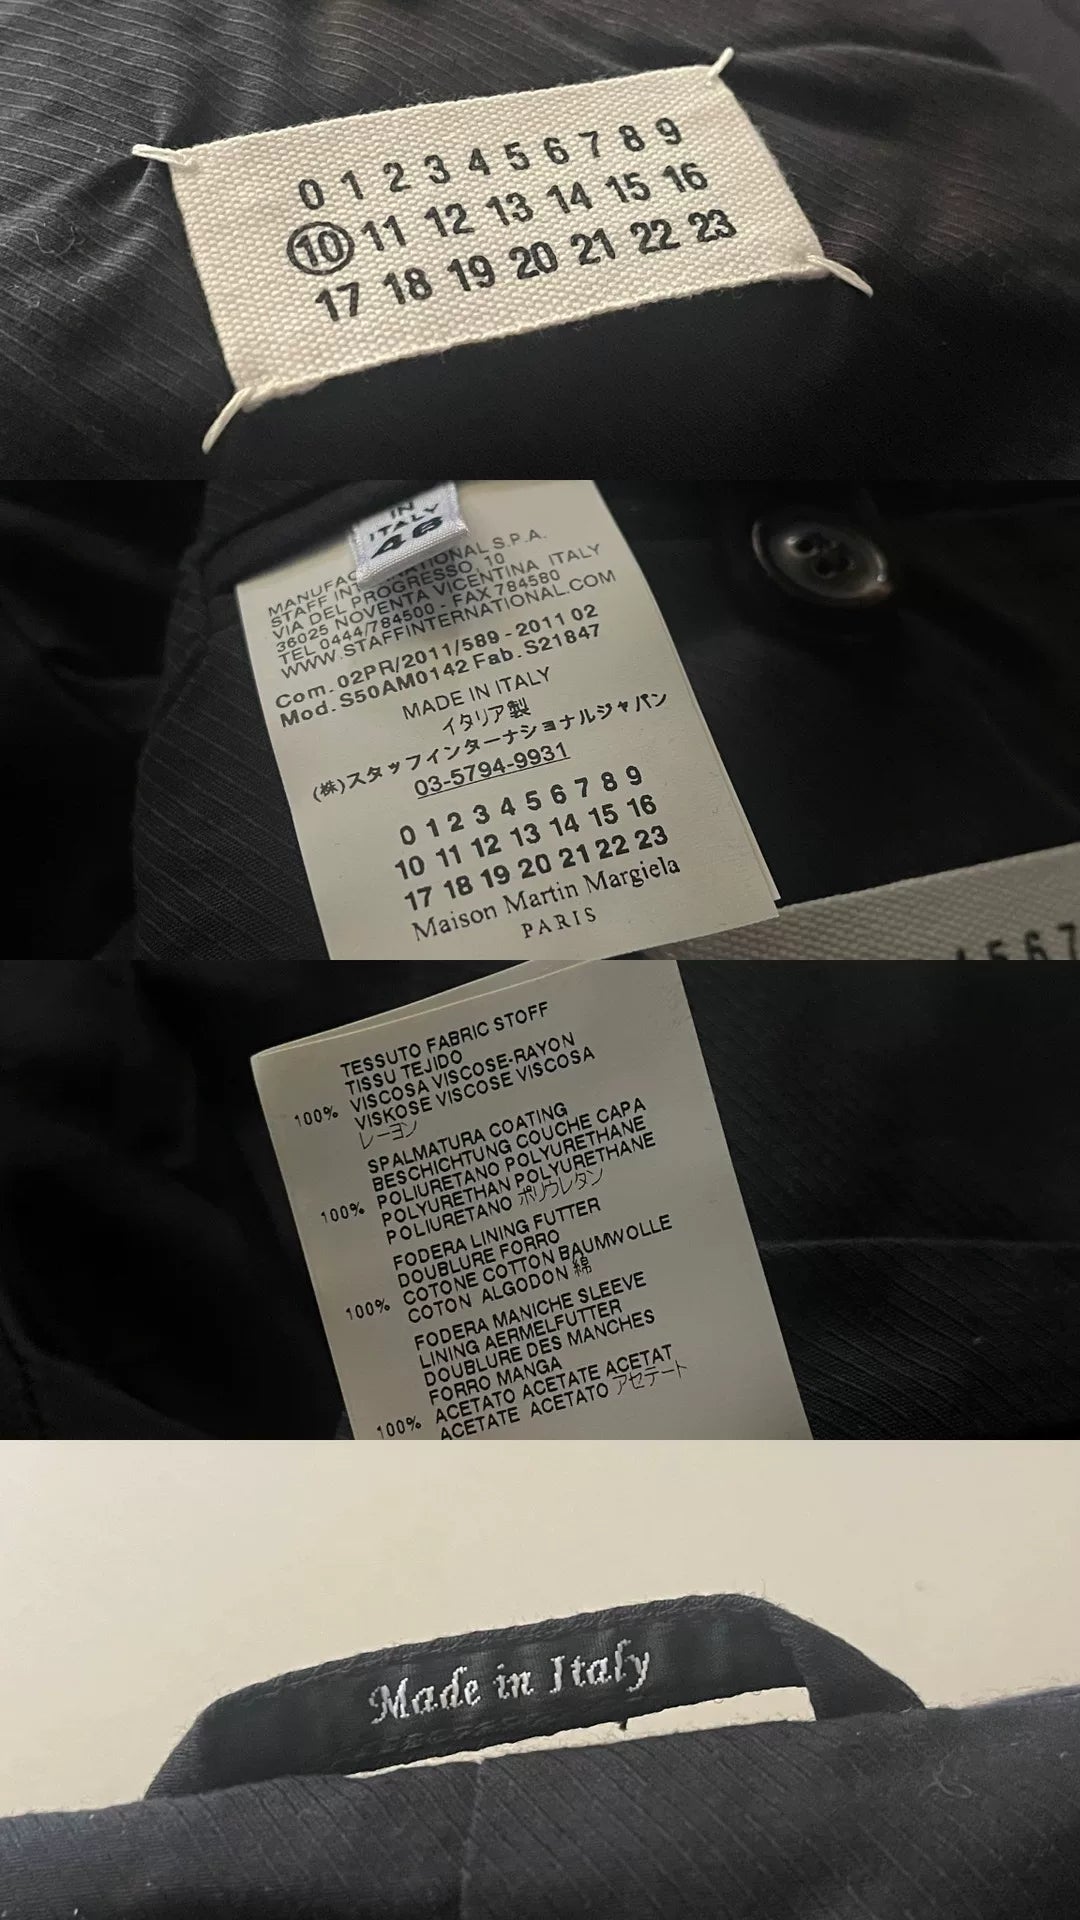 0 1 2 3 4 5 6 7 8 9
10 11 12 13 14 15 16
17 18 19 20 21 22 23
IN
ITALY
46
STAFF
S.P.A.
VIA DEL PROGRESSO, 10
36025 NOVENTA VICENTINA ITALY
TEL 0444/784500 - FAX 784580
WWW.STAFFINTERNATIONAL.COM
Com. 02PR/2011/589 - 2011 02
Mod. S50AM0142 Fab. S21847
MADE IN ITALY
イタリア製
(株)スタッフインターナショナルジャパン
03-5794-9931
0 1 2 3 4 5 6 7 8 9
10 11 12 13 14 15 16
17 18 19 20 21 22 23
Maison Martin Margiela
PARIS
5 6 7
TESSUTO FABRIC STOFF
TISSU TEJIDO
100% VISCOSA VISCOSE-RAYON
VISKOSE VISCOSE VISCOSA
レーヨン
SPALMATURA COATING
BESCHICHTUNG COUCHE CAPA
100% POLIURETANO POLYURETHANE
POLYURETHAN POLYURETHANE
POLIURETANO ポリウレタン
FODERA LINING FUTTER
DOUBLURE FORRO
100% COTONE COTTON BAUMWOLLE
COTON ALGODON 綿
FODERA MANICHE SLEEVE
LINING AERMELFUTTER
DOUBLURE DES MANCHES
FORRO MANGA
100% ACETATO ACETATE ACETAT
ACETATE ACETATO アセテート
Made in Italy